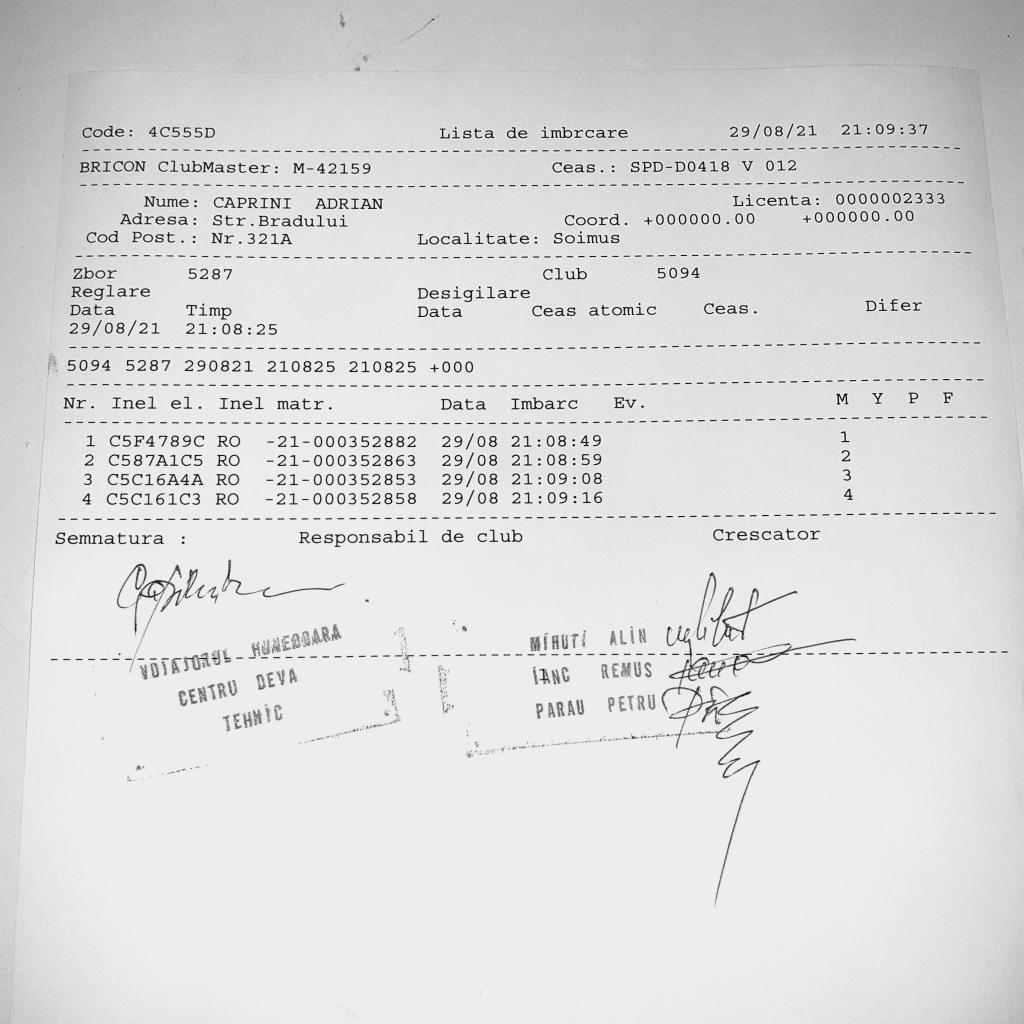 Code: 4C555D Lista de imbrcare 29/08/21 21:09:37
BRICON ClubMaster: M-42159 Ceas.: SPD-D0418 V 012
Nume: CAPRINI ADRIAN Licenta: 0000002333
Adresa: Str.Bradului Coord. +000000.00 +000000.00
Cod Post.: Nr.321A Localitate: Soimus
Zbor 5287 Club 5094
Reglare Desigilare
Data Timp Data Ceas atomic Ceas. Difer
29/08/21 21:08:25
5094 5287 290821 210825 210825 +000
Nr. Inel el. Inel matr. Data Imbarc Ev. M Y P F
1 C5F4789C RO -21-000352882 29/08 21:08:49 1
2 C587A1C5 RO -21-000352863 29/08 21:08:59 2
3 C5C16A4A RO -21-000352853 29/08 21:09:08 3
4 C5C161C3 RO -21-000352858 29/08 21:09:16 4
Semnatura : Responsabil de club Crescator
VOIAJORUL HUNEDOARA
CENTRU DEVA
TEHNIC
MIHUTI ALIN
IANC REMUS
PARAU PETRU